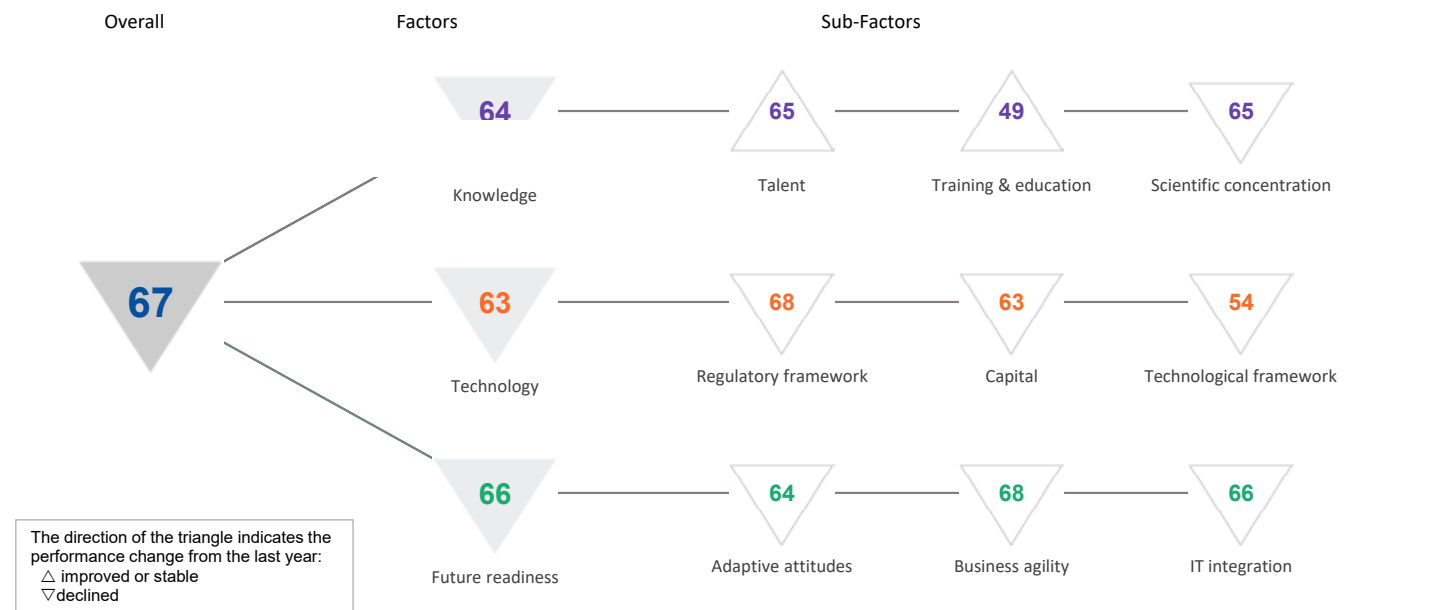 Overall Factors Sub-Factors
64 65 49 65
Knowledge Talent Training & education Scientific concentration
67 63 68 63 54
Technology Regulatory framework Capital Technological framework
66 64 68 66
Future readiness Adaptive attitudes Business agility IT integration
The direction of the triangle indicates the
performance change from the last year:
△ improved or stable
▽declined